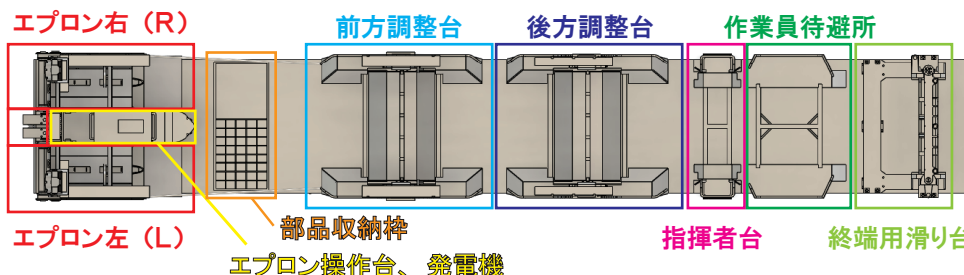 エプロン右（R）
前方調整台
後方調整台
作業員待避所
エプロン左（L）
部品収納枠
エプロン操作台、発電機
指揮者台
終端用滑り台